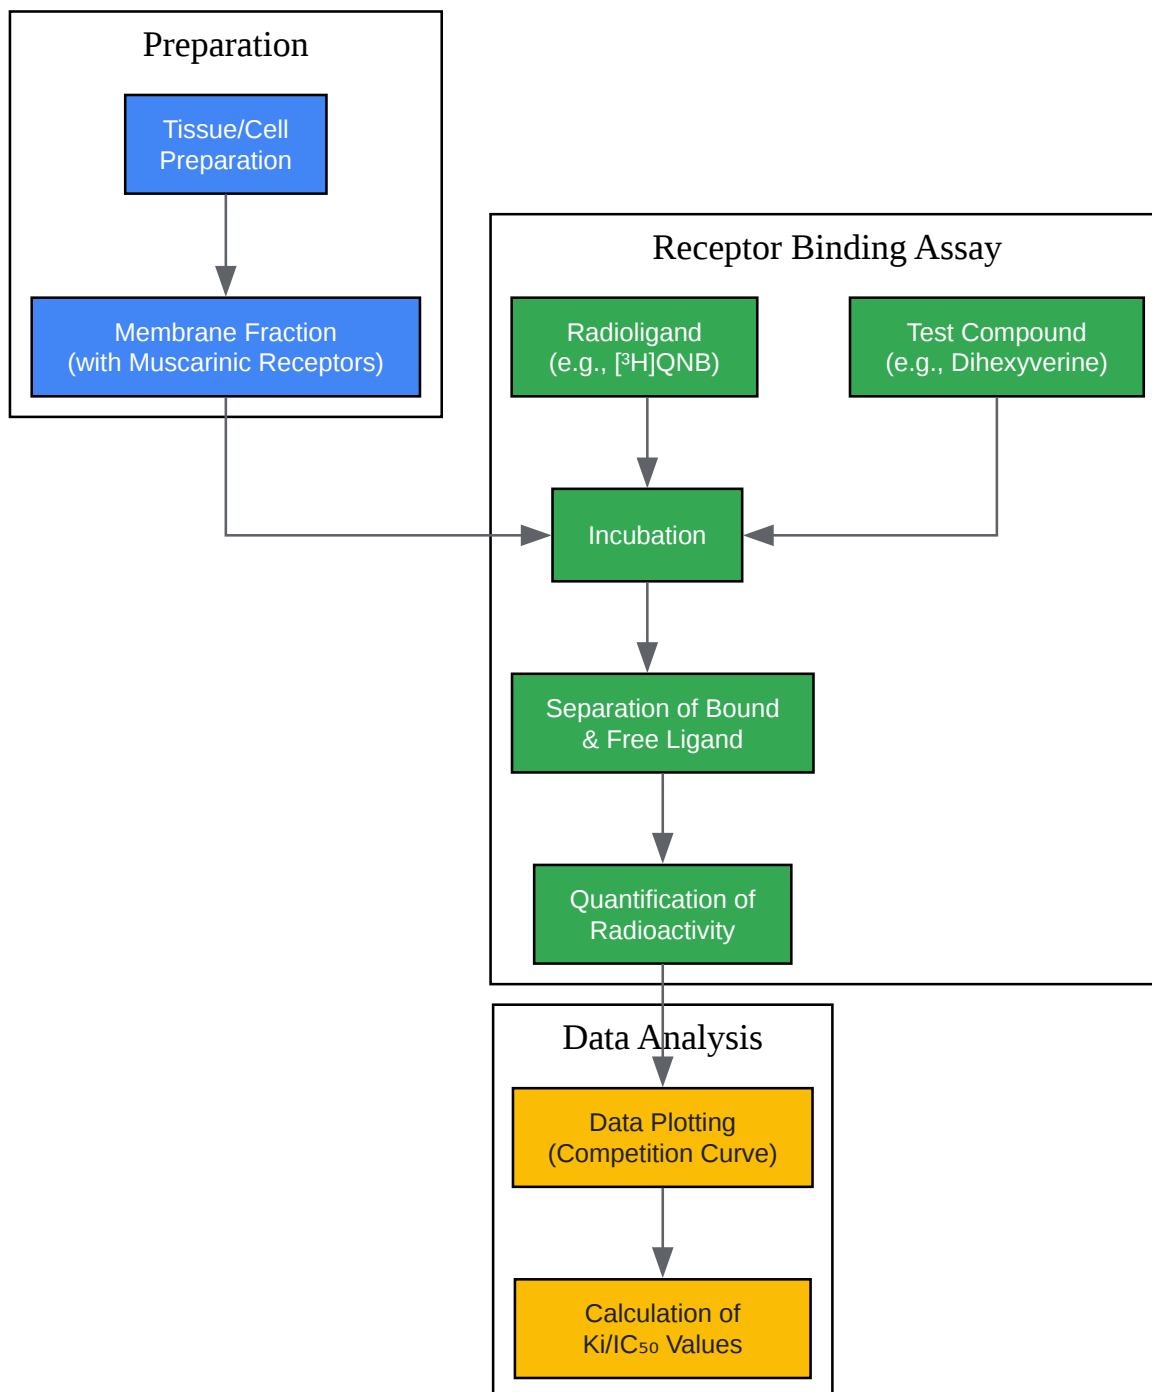 Preparation
Tissue/Cell
Preparation
Membrane Fraction
(with Muscarinic Receptors)
Receptor Binding Assay
Radioligand
(e.g., [³H]QNB)
Test Compound
(e.g., Dihexyverine)
Incubation
Separation of Bound
& Free Ligand
Quantification of
Radioactivity
Data Analysis
Data Plotting
(Competition Curve)
Calculation of
Ki/IC₅₀ Values